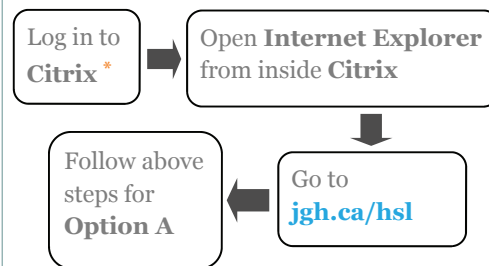 Log in to
Citrix *
Open Internet Explorer
from inside Citrix
Go to
jgh.ca/hsl
Follow above
steps for
Option A